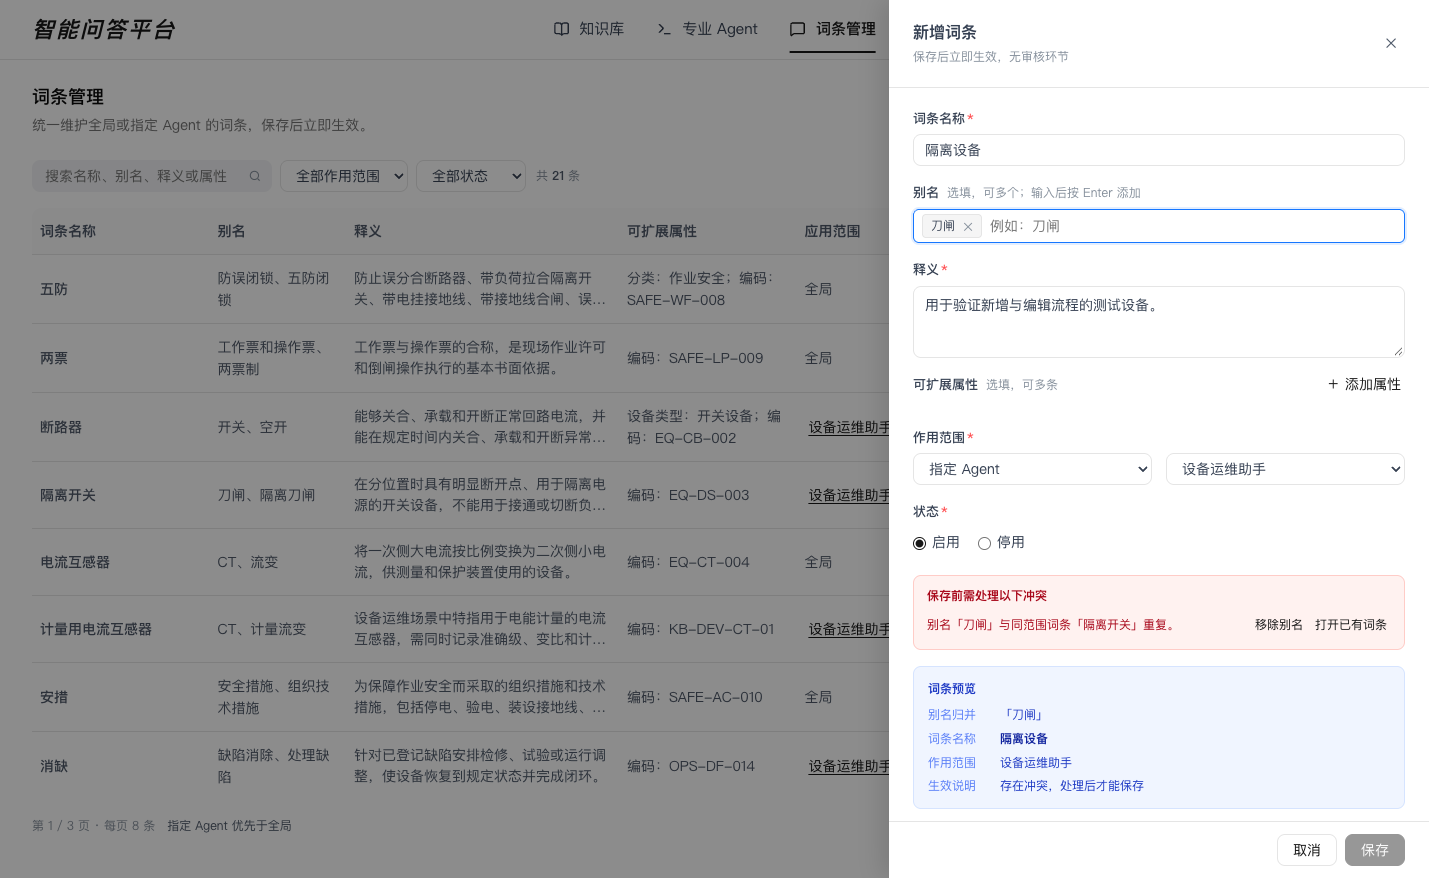 智能问答平台
知识库
专业 Agent
词条管理
词条管理
统一维护全局或指定 Agent 的词条，保存后立即生效。
搜索名称、别名、释义或属性
全部作用范围
全部状态
共 21 条
词条名称 别名 释义 可扩展属性 应用范围
五防
防误闭锁、五防闭
锁
防止误分合断路器、带负荷拉合隔离开
关、带电挂接地线、带接地线合闸、误…
分类：作业安全；编码：
SAFE-WF-008
全局
两票
工作票和操作票、
两票制
工作票与操作票的合称，是现场作业许可
和倒闸操作执行的基本书面依据。
编码：SAFE-LP-009
全局
断路器
开关、空开
能够关合、承载和开断正常回路电流，并
能在规定时间内关合、承载和开断异常…
设备类型：开关设备；编
码：EQ-CB-002
设备运维助手
隔离开关
刀闸、隔离刀闸
在分位置时具有明显断开点、用于隔离电
源的开关设备，不能用于接通或切断负…
编码：EQ-DS-003
设备运维助手
电流互感器
CT、流变
将一次侧大电流按比例变换为二次侧小电
流，供测量和保护装置使用的设备。
编码：EQ-CT-004
全局
计量用电流互感器
CT、计量流变
设备运维场景中特指用于电能计量的电流
互感器，需同时记录准确级、变比和计…
编码：KB-DEV-CT-01
设备运维助手
安措
安全措施、组织技
术措施
为保障作业安全而采取的组织措施和技术
措施，包括停电、验电、装设接地线、…
编码：SAFE-AC-010
全局
消缺
缺陷消除、处理缺
陷
针对已登记缺陷安排检修、试验或运行调
整，使设备恢复到规定状态并完成闭环。
编码：OPS-DF-014
设备运维助手
第 1 / 3 页 · 每页 8 条 指定 Agent 优先于全局
新增词条
保存后立即生效，无审核环节
词条名称*
隔离设备
别名 选填，可多个；输入后按 Enter 添加
刀闸 例如：刀闸
释义*
用于验证新增与编辑流程的测试设备。
可扩展属性 选填，可多条
添加属性
作用范围*
指定 Agent
设备运维助手
状态*
启用
停用
保存前需处理以下冲突
别名「刀闸」与同范围词条「隔离开关」重复。
移除别名
打开已有词条
词条预览
别名归并 「刀闸」
词条名称 隔离设备
作用范围 设备运维助手
生效说明 存在冲突，处理后才能保存
取消
保存